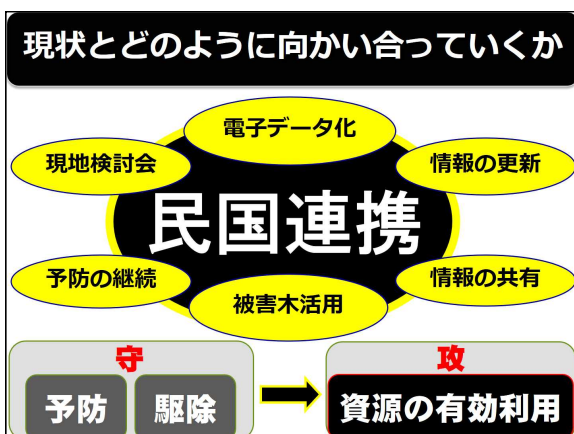 現状とどのように向かい合っていくか
電子データ化
現地検討会
情報の更新
民国連携
予防の継続
情報の共有
被害木活用
守
攻
予防
駆除
資源の有効利用